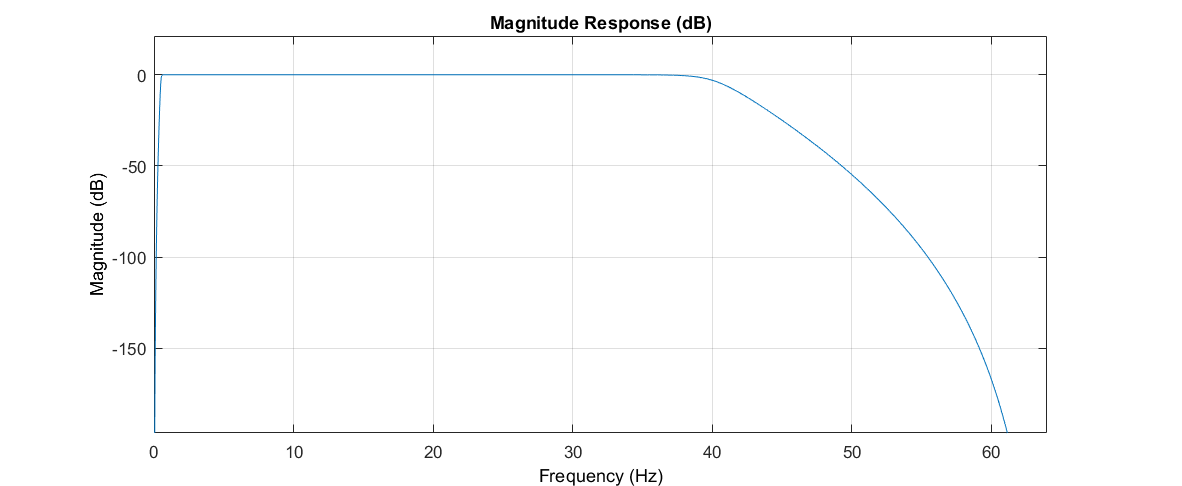 Magnitude Response (dB)
Magnitude (dB)
0
-50
-100
-150
0 10 20 30 40 50 60
Frequency (Hz)